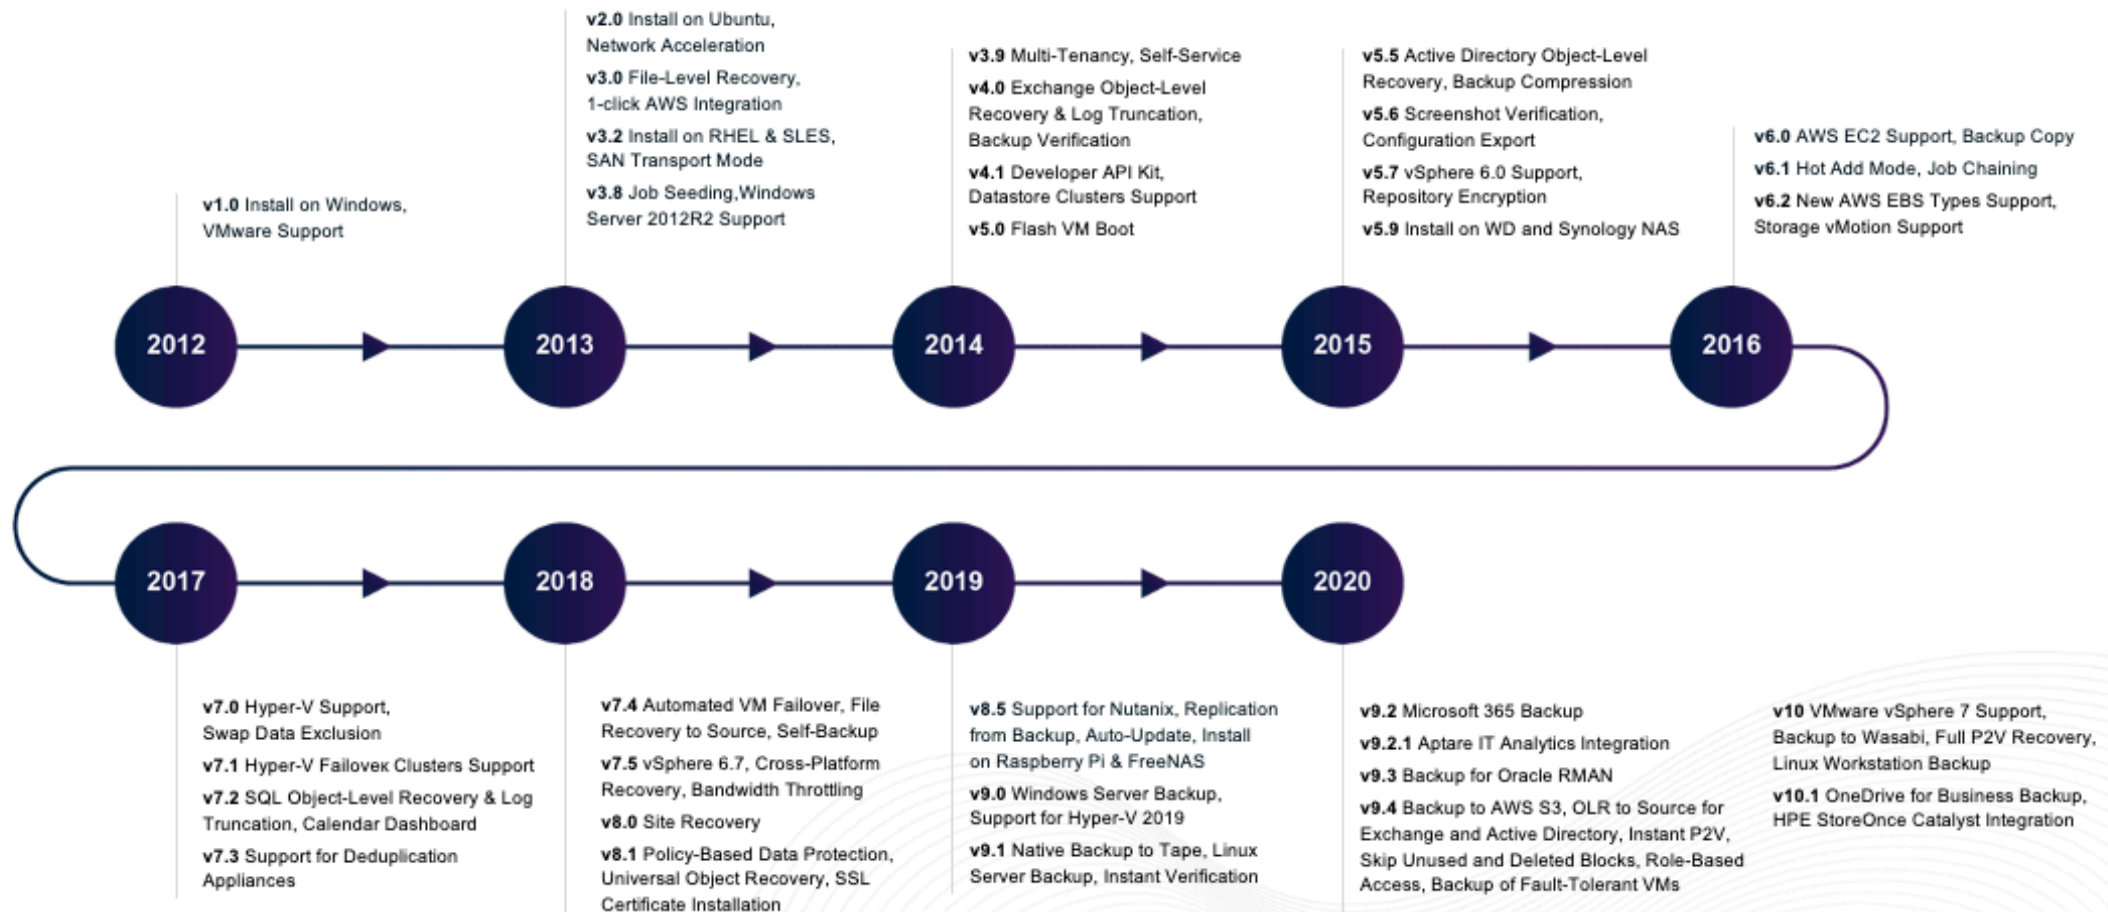 v1.0 Install on Windows,
VMware Support
v2.0 Install on Ubuntu,
Network Acceleration
v3.0 File-Level Recovery,
1-click AWS Integration
v3.2 Install on RHEL & SLES,
SAN Transport Mode
v3.8 Job Seeding,Windows
Server 2012R2 Support
v3.9 Multi-Tenancy, Self-Service
v4.0 Exchange Object-Level
Recovery & Log Truncation,
Backup Verification
v4.1 Developer API Kit,
Datastore Clusters Support
v5.0 Flash VM Boot
v5.5 Active Directory Object-Level
Recovery, Backup Compression
v5.6 Screenshot Verification,
Configuration Export
v5.7 vSphere 6.0 Support,
Repository Encryption
v5.9 Install on WD and Synology NAS
v6.0 AWS EC2 Support, Backup Copy
v6.1 Hot Add Mode, Job Chaining
v6.2 New AWS EBS Types Support,
Storage vMotion Support
2012
2013
2014
2015
2016
2017
2018
2019
2020
v7.0 Hyper-V Support,
Swap Data Exclusion
v7.1 Hyper-V Failoveк Clusters Support
v7.2 SQL Object-Level Recovery & Log
Truncation, Calendar Dashboard
v7.3 Support for Deduplication
Appliances
v7.4 Automated VM Failover, File
Recovery to Source, Self-Backup
v7.5 vSphere 6.7, Cross-Platform
Recovery, Bandwidth Throttling
v8.0 Site Recovery
v8.1 Policy-Based Data Protection,
Universal Object Recovery, SSL
Certificate Installation
v8.5 Support for Nutanix, Replication
from Backup, Auto-Update, Install
on Raspberry Pi & FreeNAS
v9.0 Windows Server Backup,
Support for Hyper-V 2019
v9.1 Native Backup to Tape, Linux
Server Backup, Instant Verification
v9.2 Microsoft 365 Backup
v9.2.1 Aptare IT Analytics Integration
v9.3 Backup for Oracle RMAN
v9.4 Backup to AWS S3, OLR to Source for
Exchange and Active Directory, Instant P2V,
Skip Unused and Deleted Blocks, Role-Based
Access, Backup of Fault-Tolerant VMs
v10 VMware vSphere 7 Support,
Backup to Wasabi, Full P2V Recovery,
Linux Workstation Backup
v10.1 OneDrive for Business Backup,
HPE StoreOnce Catalyst Integration